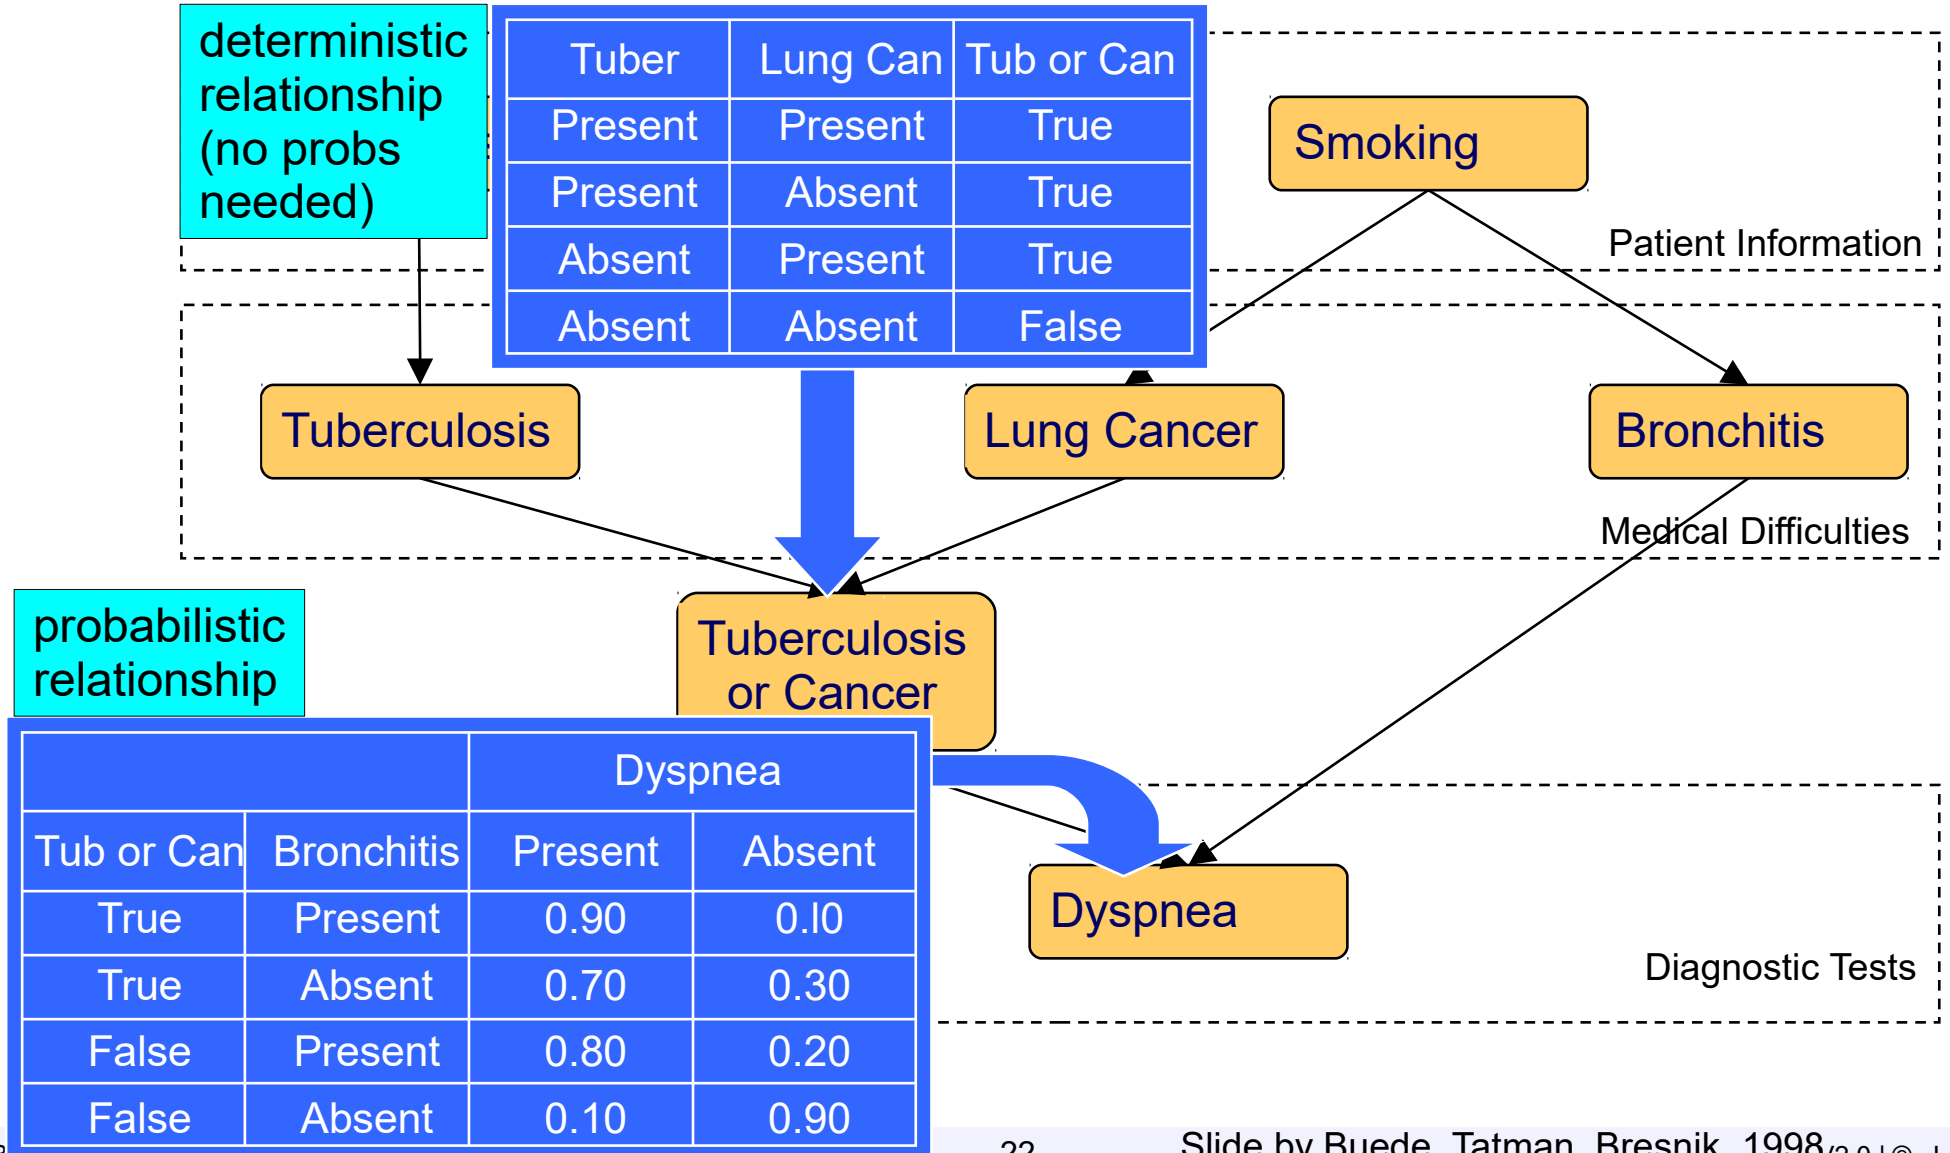 deterministic
relationship
(no probs
needed)
Tuber Lung Can Tub or Can
Present Present True
Present Absent True
Absent Present True
Absent Absent False
Smoking
Patient Information
Tuberculosis
Lung Cancer
Bronchitis
Medical Difficulties
Tuberculosis
or Cancer
probabilistic
relationship
Dyspnea
Tub or Can Bronchitis Present Absent
True Present 0.90 0.l0
True Absent 0.70 0.30
False Present 0.80 0.20
False Absent 0.10 0.90
Dyspnea
Diagnostic Tests
22
Slide by Buede, Tatman, Bresnik, 1998